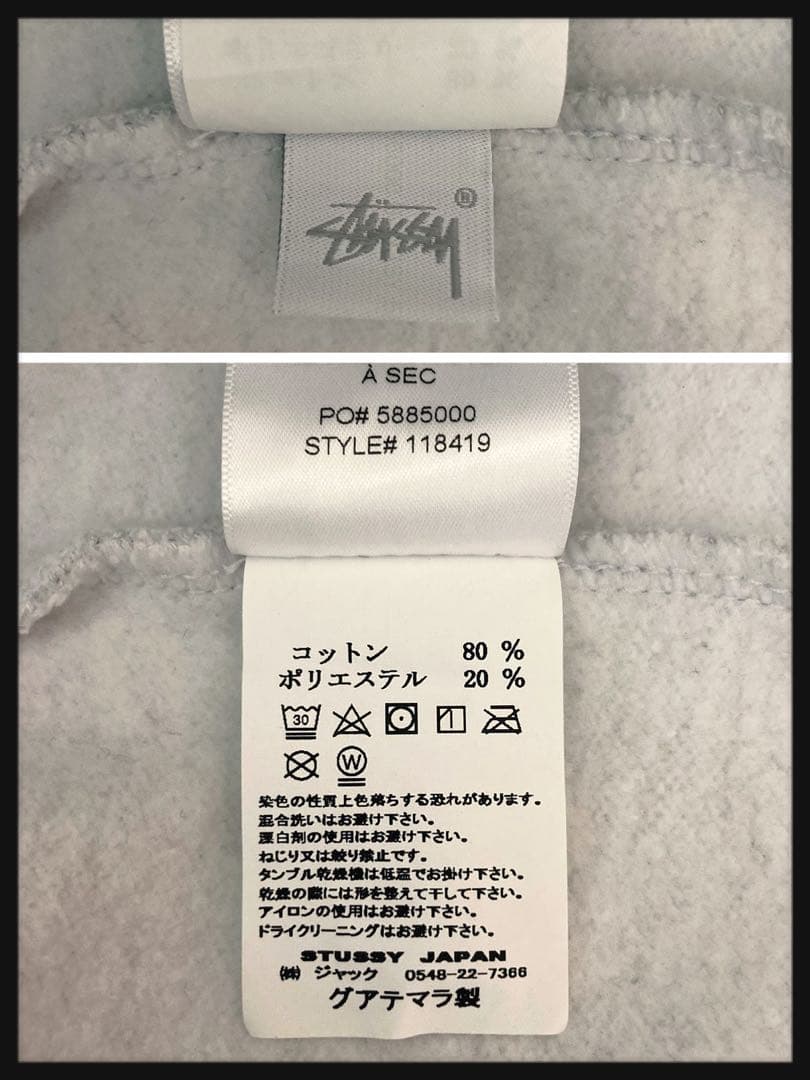 STÜSSY ®
À SEC
PO# 5885000
STYLE# 118419
コットン 80 %
ポリエステル 20 %
30
W
染色の性質上色落ちする恐れがあります。
混合洗いはお避け下さい。
漂白剤の使用はお避け下さい。
ねじり又は絞り禁止です。
タンブル乾燥機は低温でお掛け下さい。
乾燥の際には形を整えて干して下さい。
アイロンの使用はお避け下さい。
ドライクリーニングはお避け下さい。
STUSSY JAPAN
㈱ ジャック 0548-22-7366
グアテマラ製